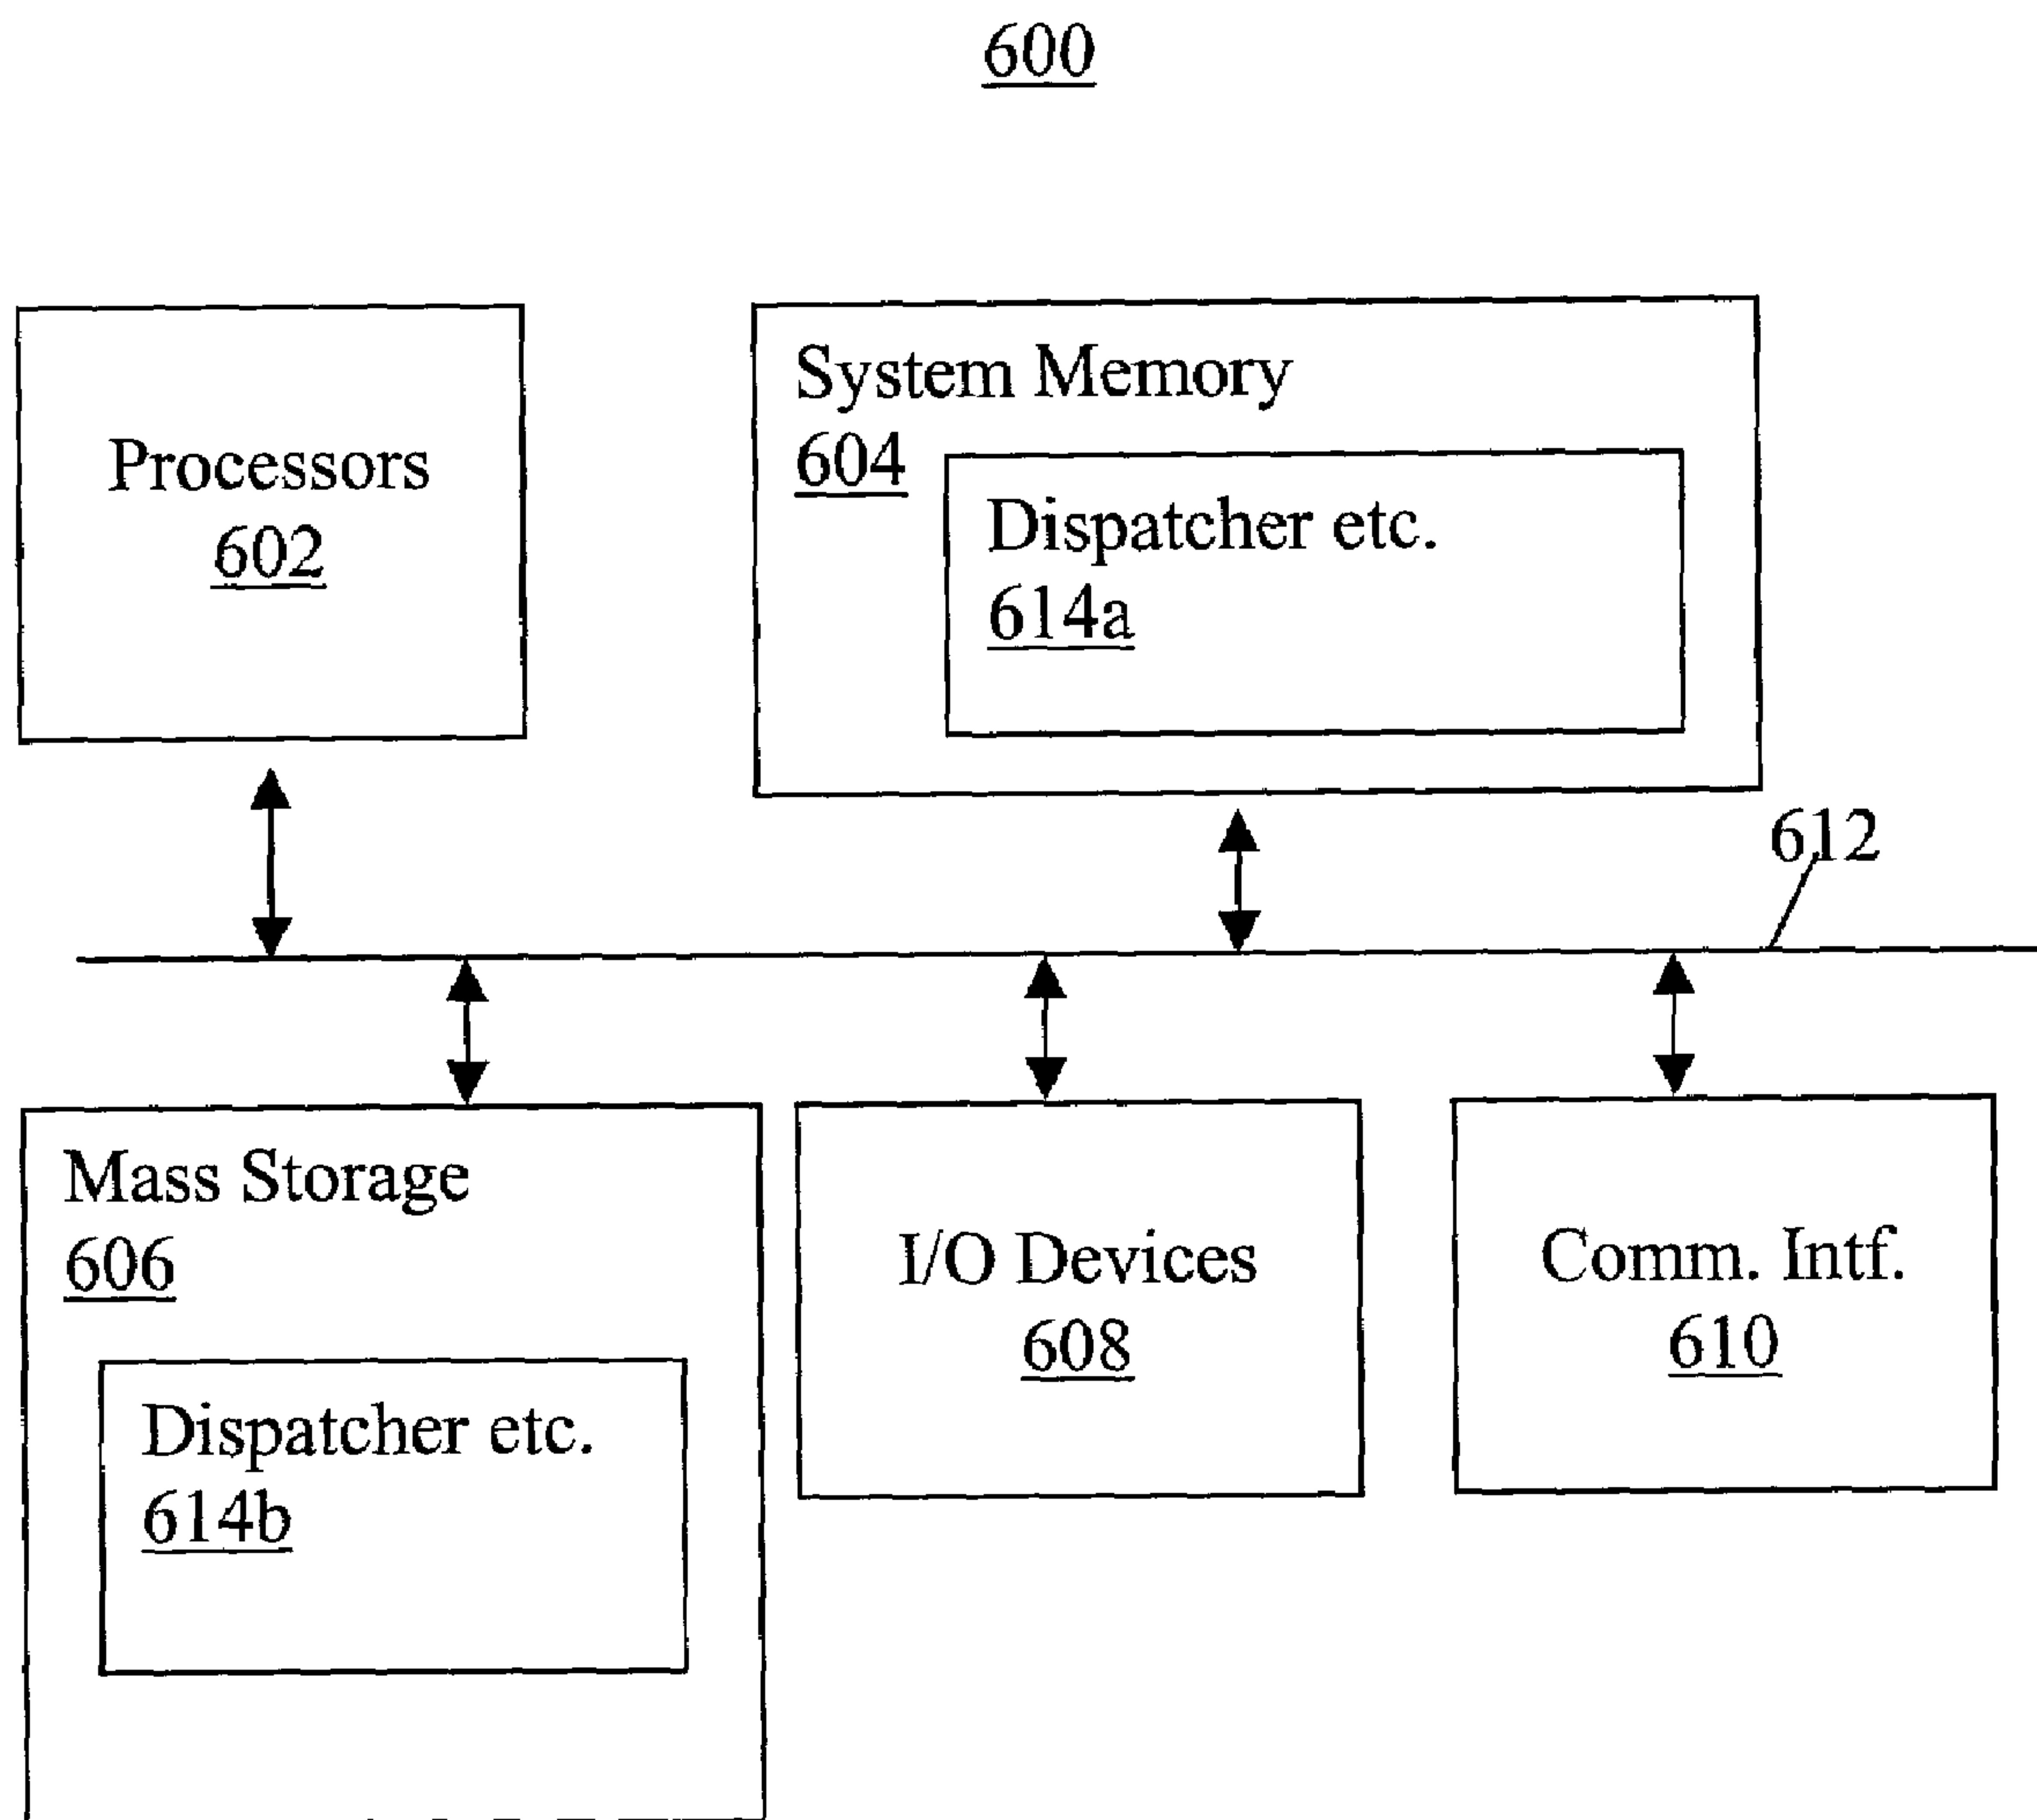 600
Processors
602
System Memory
604
Dispatcher etc.
614a
612
Mass Storage
606
Dispatcher etc.
614b
I/O Devices
608
Comm. Intf.
610